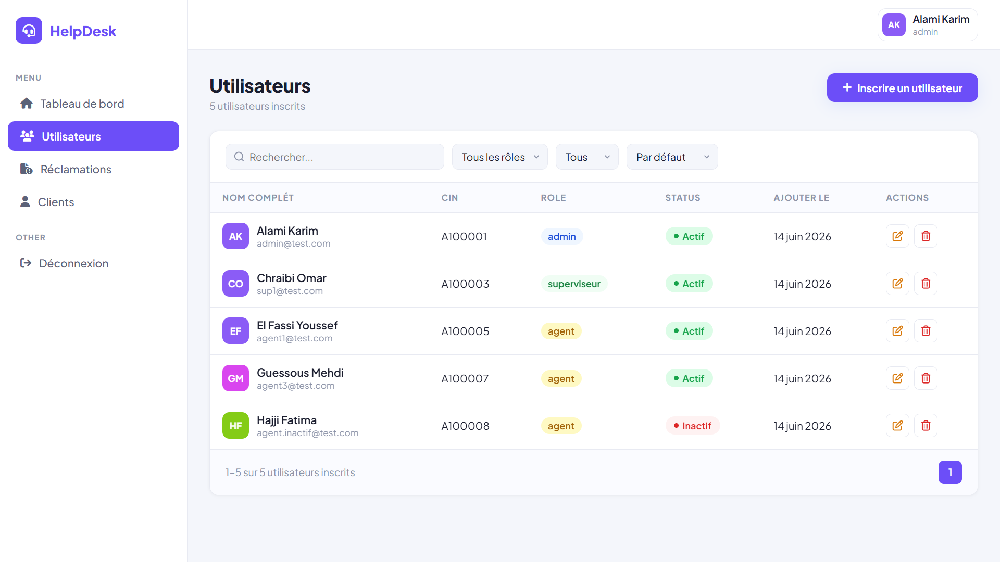 HelpDesk
AK
Alami Karim
admin
MENU
Tableau de bord
Utilisateurs
Réclamations
Clients
OTHER
Déconnexion
Utilisateurs
5 utilisateurs inscrits
+ Inscrire un utilisateur
Rechercher... Tous les rôles Tous Par défaut
NOM COMPLÉT CIN ROLE STATUS AJOUTER LE ACTIONS
AK Alami Karim A100001 admin Actif 14 juin 2026
admin@test.com
CO Chraibi Omar A100003 superviseur Actif 14 juin 2026
sup1@test.com
EF El Fassi Youssef A100005 agent Actif 14 juin 2026
agent1@test.com
GM Guessous Mehdi A100007 agent Actif 14 juin 2026
agent3@test.com
HF Hajji Fatima A100008 agent Inactif 14 juin 2026
agent.inactif@test.com
1–5 sur 5 utilisateurs inscrits 1